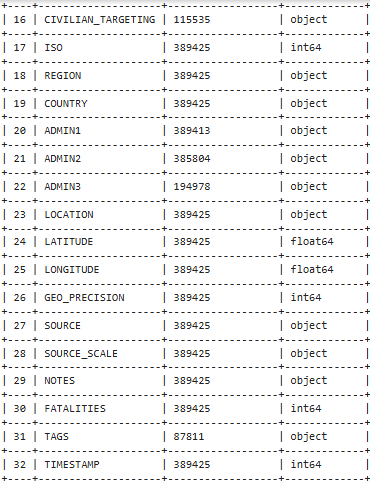 +----+--------------------+------------------+------------+
| 16 | CIVILIAN_TARGETING | 115535 | object |
+----+--------------------+------------------+------------+
| 17 | ISO | 389425 | int64 |
+----+--------------------+------------------+------------+
| 18 | REGION | 389425 | object |
+----+--------------------+------------------+------------+
| 19 | COUNTRY | 389425 | object |
+----+--------------------+------------------+------------+
| 20 | ADMIN1 | 389413 | object |
+----+--------------------+------------------+------------+
| 21 | ADMIN2 | 385804 | object |
+----+--------------------+------------------+------------+
| 22 | ADMIN3 | 194978 | object |
+----+--------------------+------------------+------------+
| 23 | LOCATION | 389425 | object |
+----+--------------------+------------------+------------+
| 24 | LATITUDE | 389425 | float64 |
+----+--------------------+------------------+------------+
| 25 | LONGITUDE | 389425 | float64 |
+----+--------------------+------------------+------------+
| 26 | GEO_PRECISION | 389425 | int64 |
+----+--------------------+------------------+------------+
| 27 | SOURCE | 389425 | object |
+----+--------------------+------------------+------------+
| 28 | SOURCE_SCALE | 389425 | object |
+----+--------------------+------------------+------------+
| 29 | NOTES | 389425 | object |
+----+--------------------+------------------+------------+
| 30 | FATALITIES | 389425 | int64 |
+----+--------------------+------------------+------------+
| 31 | TAGS | 87811 | object |
+----+--------------------+------------------+------------+
| 32 | TIMESTAMP | 389425 | int64 |
+----+--------------------+------------------+------------+